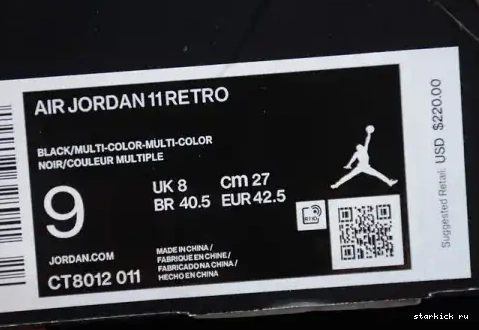 AIR JORDAN 11 RETRO
BLACK/MULTI-COLOR-MULTI-COLOR
NOIR/COULEUR MULTIPLE
9
UK 8
cm 27
BR 40.5
EUR 42.5
RFID
JORDAN.COM
CT8012 011
MADE IN CHINA /
FABRIQUE EN CHINE /
FABRICADO NA CHINA /
HECHO EN CHINA
Suggested Retail: USD $220.00
starkick ru